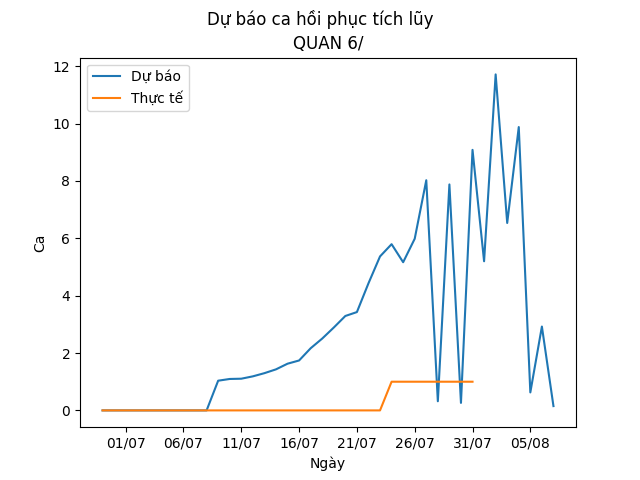 Dự báo ca hồi phục tích lũy
QUAN 6/
Dự báo
Thực tế
Ca
12
10
8
6
4
2
0
01/07
06/07
11/07
16/07
21/07
26/07
31/07
05/08
Ngày